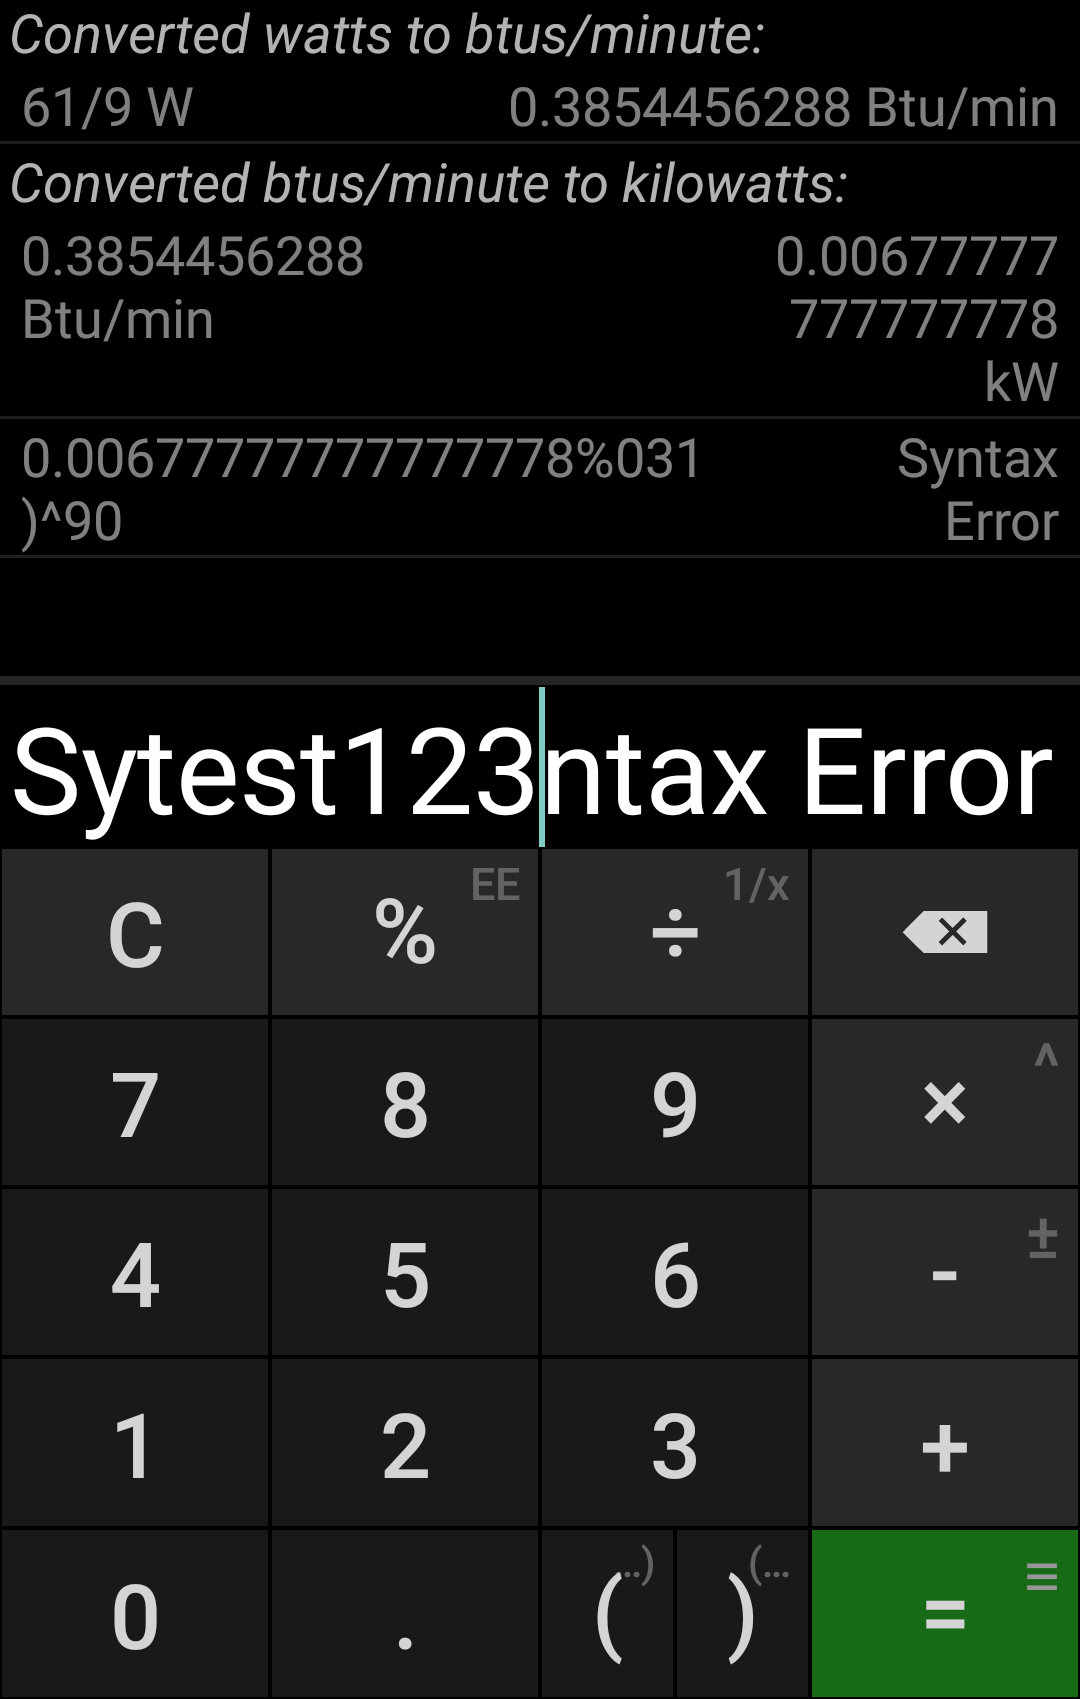 Converted watts to btus/minute:
61/9 W 0.3854456288 Btu/min
Converted btus/minute to kilowatts:
0.3854456288 0.00677777
Btu/min 777777778
kW
0.00677777777777778%031 Syntax
)^90 Error
Sytest123ntax Error
C % EE ÷ 1/x
7 8 9 × ^
4 5 6 - ±
1 2 3 +
0 . ( ..) ) (... =